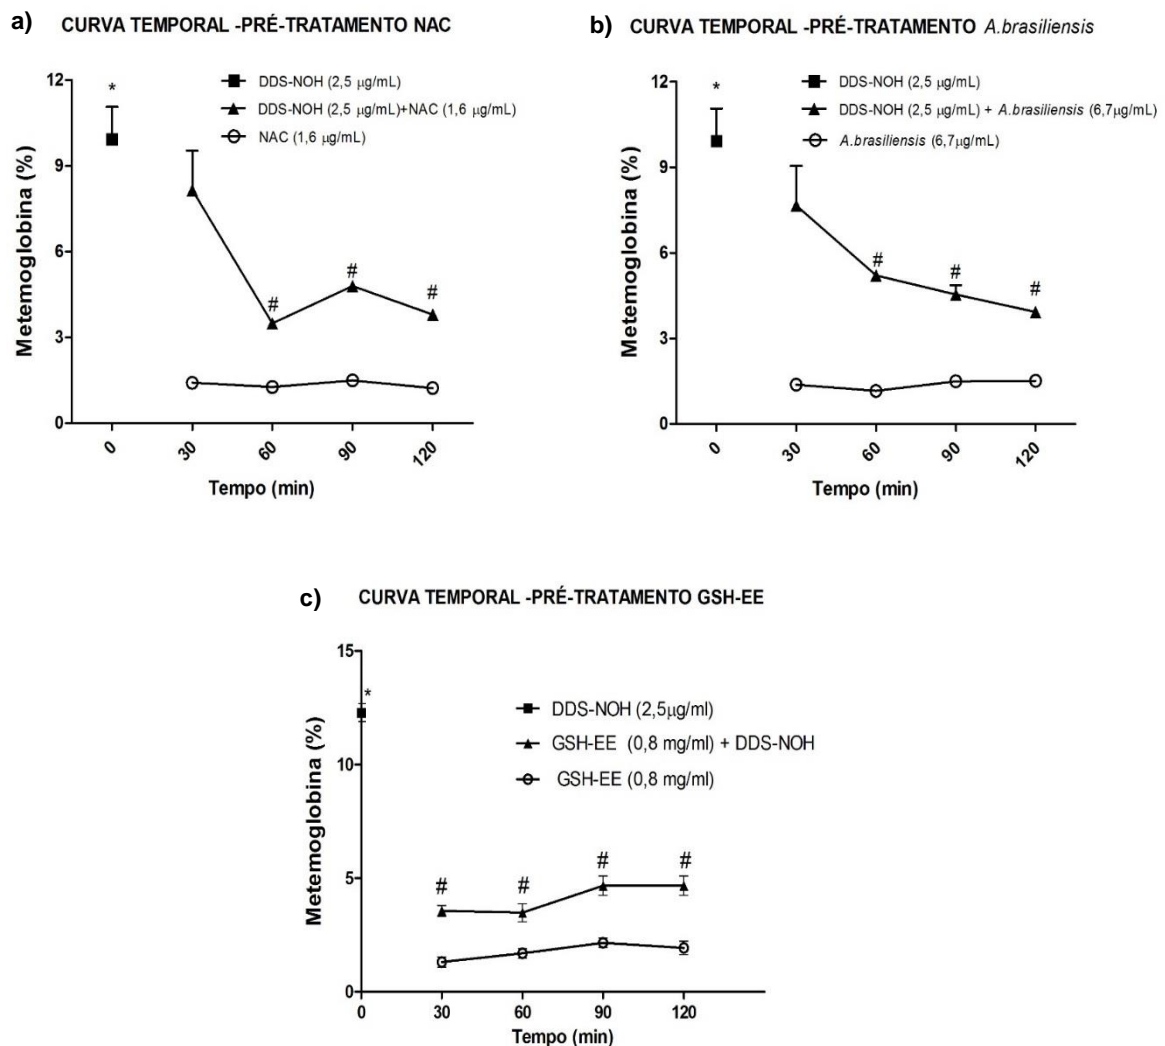 a) CURVA TEMPORAL -PRÉ-TRATAMENTO NAC
DDS-NOH (2,5 µg/mL)
DDS-NOH (2,5 µg/mL)+NAC (1,6 µg/mL)
NAC (1,6 µg/mL)
*
#
#
#
Metemoglobina (%)
12
9
6
3
0
0 30 60 90 120
Tempo (min)
b) CURVA TEMPORAL -PRÉ-TRATAMENTO A.brasiliensis
DDS-NOH (2,5 µg/mL)
DDS-NOH (2,5 µg/mL) + A.brasiliensis (6,7µg/mL)
A.brasiliensis (6,7µg/mL)
*
#
#
#
Metemoglobina (%)
12
9
6
3
0
0 30 60 90 120
Tempo (min)
c) CURVA TEMPORAL -PRÉ-TRATAMENTO GSH-EE
DDS-NOH (2,5µg/ml)
GSH-EE (0,8 mg/ml) + DDS-NOH
GSH-EE (0,8 mg/ml)
*
# # # #
Metemoglobina (%)
15
10
5
0
0 30 60 90 120
Tempo (min)